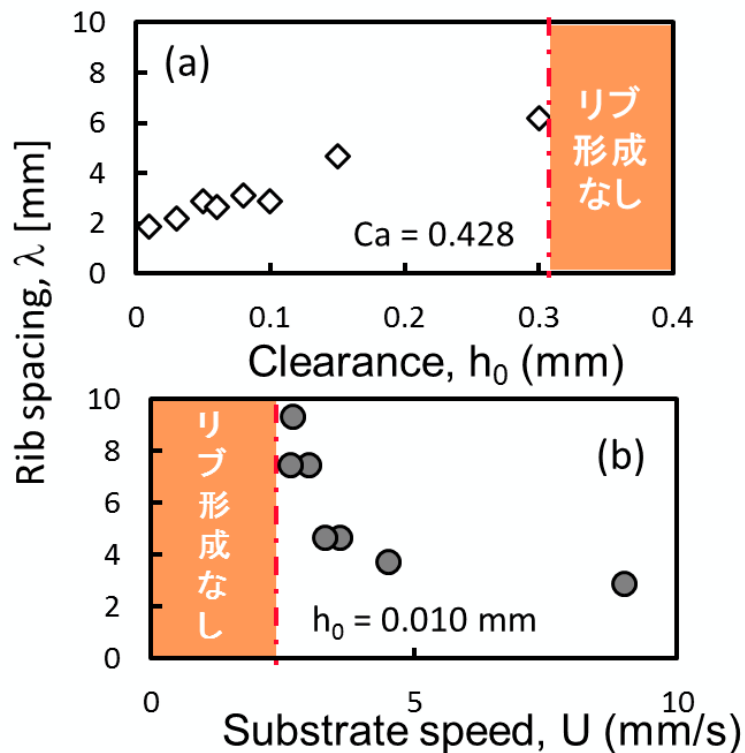 Rib spacing, λ [mm]
10
8
6
4
2
0
(a)
リブ
形成
なし
Ca = 0.428
0 0.1 0.2 0.3 0.4
Clearance, h₀ (mm)
10
8
6
4
2
0
リブ形成なし
(b)
h₀ = 0.010 mm
0 5 10
Substrate speed, U (mm/s)